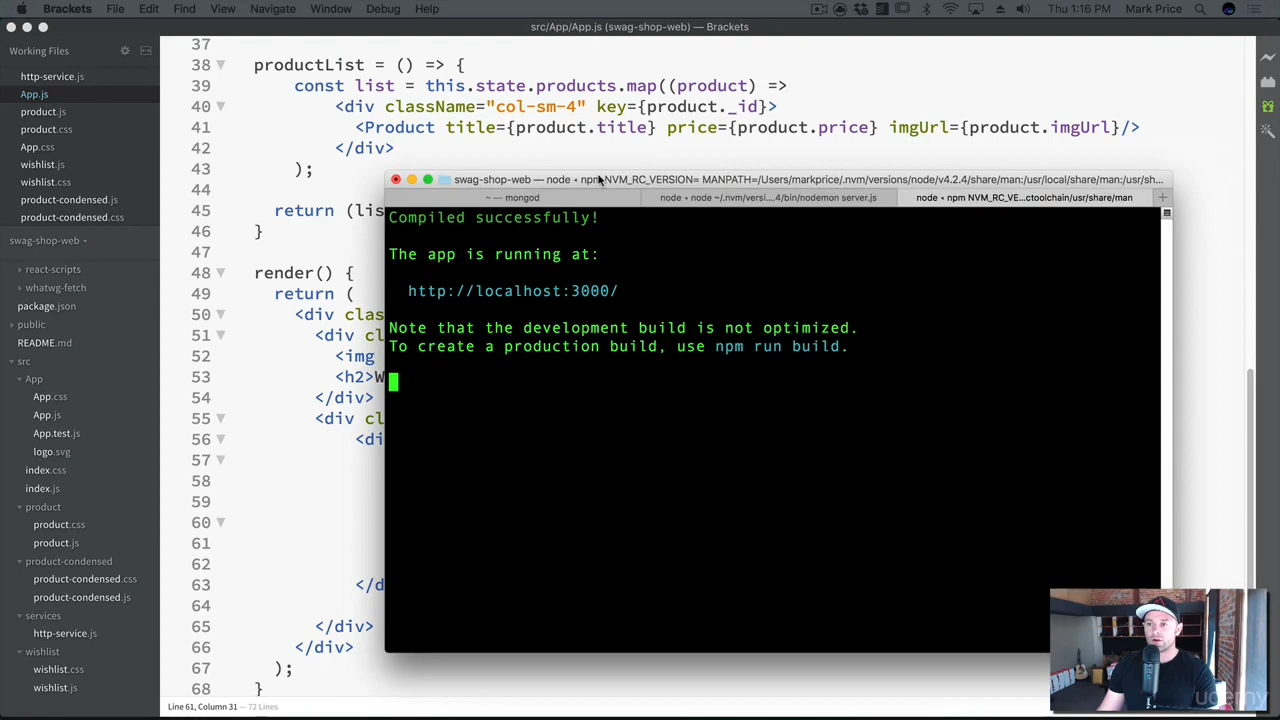 Brackets File Edit Find View Navigate Window Debug Help
Thu 1:16 PM Mark Price
src/App/App.js (swag-shop-web) — Brackets
Working Files
http-service.js
App.js
product.js
product.css
App.css
wishlist.js
wishlist.css
product-condensed.js
product-condensed.css
swag-shop-web
react-scripts
whatwg-fetch
package.json
public
README.md
src
App
App.css
App.js
App.test.js
logo.svg
index.css
index.js
product
product.css
product.js
product-condensed
product-condensed.css
product-condensed.js
services
http-service.js
wishlist
wishlist.css
wishlist.js
37
38 productList = () => {
39 const list = this.state.products.map((product) =>
40 <div className="col-sm-4" key={product._id}>
41 <Product title={product.title} price={product.price} imgUrl={product.imgUrl}/>
42 </div>
43 );
44
45 return (lis
46 }
47
48 render() {
49 return (
50 <div clas
51 <div cl
52 <img
53 <h2>W
54 </div>
55 <div cl
56 <di
57
58
59
60
61
62
63 </d
64
65 </div>
66 </div>
67 );
68 }
swag-shop-web — node • npm NVM_RC_VERSION= MANPATH=/Users/markprice/.nvm/versions/node/v4.2.4/share/man:/usr/local/share/man:/usr/sh...
~ — mongod
node • node ~/.nvm/versi....4/bin/nodemon server.js
node • npm NVM_RC_VE...ctoolchain/usr/share/man
Compiled successfully!
The app is running at:
http://localhost:3000/
Note that the development build is not optimized.
To create a production build, use npm run build.
Line 61, Column 31 — 72 Lines
udemy